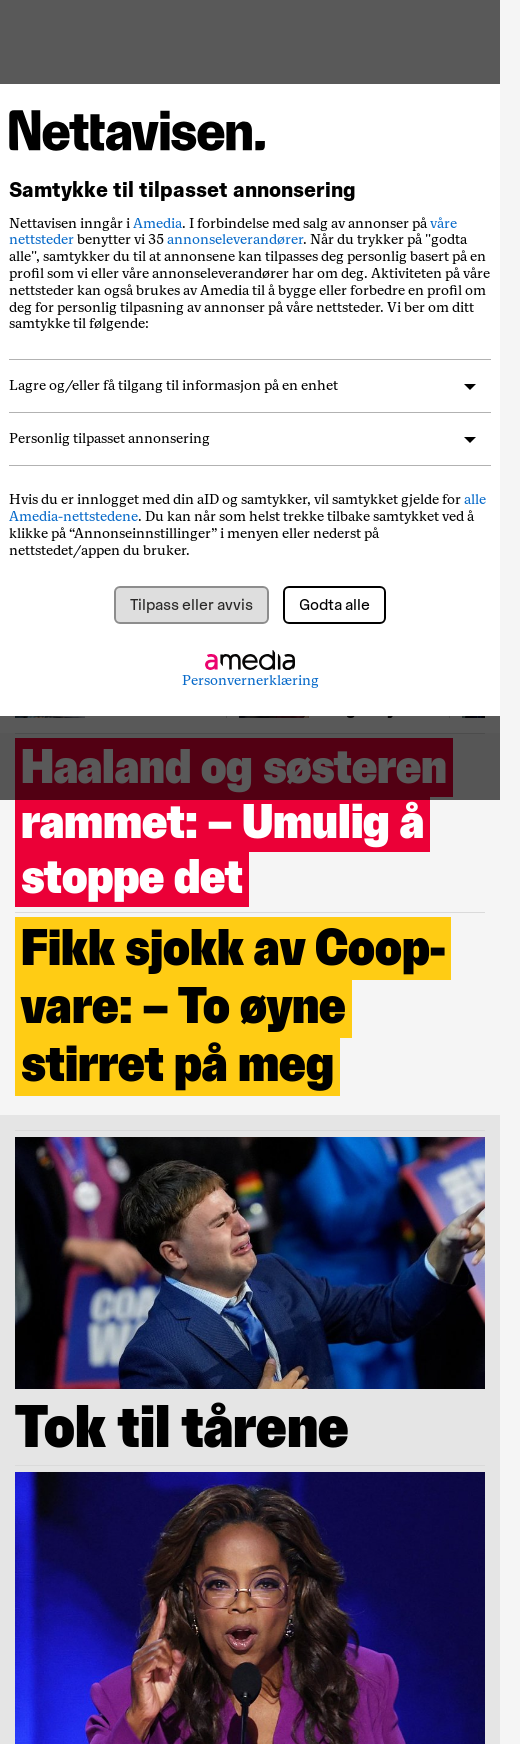 Nettavisen.
Samtykke til tilpasset annonsering
Nettavisen inngår i Amedia. I forbindelse med salg av annonser på våre
nettsteder benytter vi 35 annonseleverandører. Når du trykker på "godta
alle", samtykker du til at annonsene kan tilpasses deg personlig basert på en
profil som vi eller våre annonseleverandører har om deg. Aktiviteten på våre
nettsteder kan også brukes av Amedia til å bygge eller forbedre en profil om
deg for personlig tilpasning av annonser på våre nettsteder. Vi ber om ditt
samtykke til følgende:
Lagre og/eller få tilgang til informasjon på en enhet
Personlig tilpasset annonsering
Hvis du er innlogget med din aID og samtykker, vil samtykket gjelde for alle
Amedia-nettstedene. Du kan når som helst trekke tilbake samtykket ved å
klikke på “Annonseinnstillinger” i menyen eller nederst på
nettstedet/appen du bruker.
Tilpass eller avvis
Godta alle
amedia
Personvernerklæring
Haaland og søsteren
rammet: – Umulig å
stoppe det
Fikk sjokk av Coop-
vare: – To øyne
stirret på meg
Tok til tårene